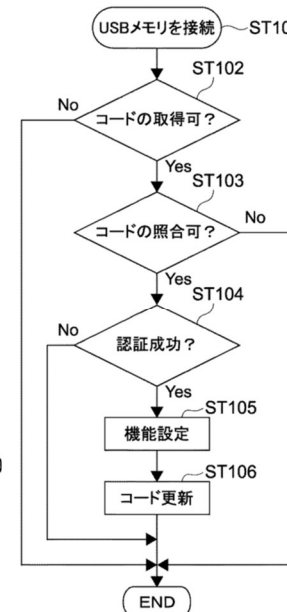 USBメモリを接続 ST10
ST102
No
コードの取得可？
Yes
ST103
No
コードの照合可？
Yes
ST104
No
認証成功？
Yes
ST105
機能設定
ST106
コード更新
END